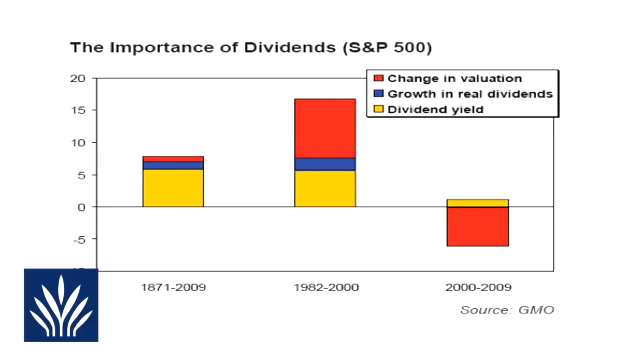 The Importance of Dividends (S&P 500)
20
15
10
5
0
-5
Change in valuation
Growth in real dividends
Dividend yield
1871-2009
1982-2000
2000-2009
Source: GMO